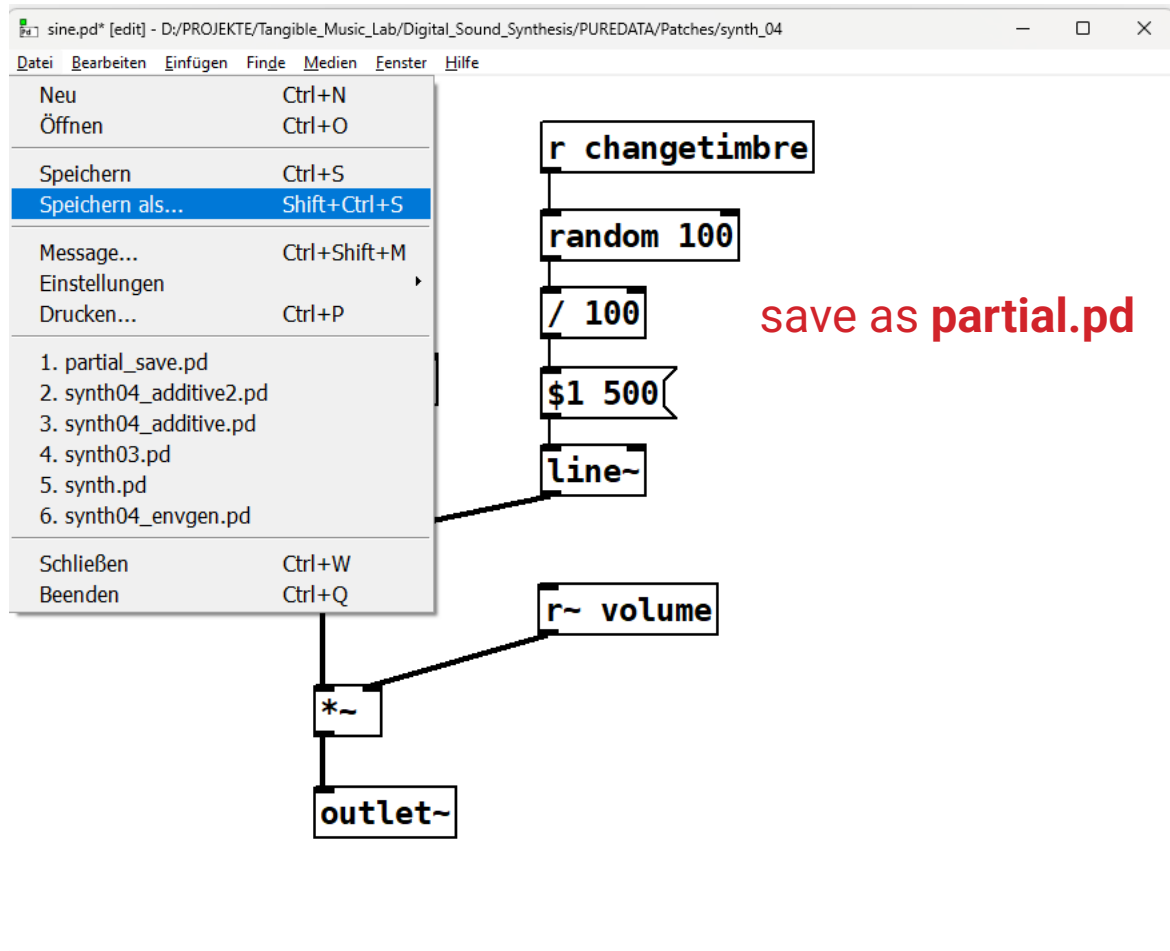 sine.pd* [edit] - D:/PROJEKTE/Tangible_Music_Lab/Digital_Sound_Synthesis/PUREDATA/Patches/synth_04
Datei Bearbeiten Einfügen Finde Medien Fenster Hilfe
Neu Ctrl+N
Öffnen Ctrl+O
Speichern Ctrl+S
Speichern als... Shift+Ctrl+S
Message... Ctrl+Shift+M
Einstellungen
Drucken... Ctrl+P
1. partial_save.pd
2. synth04_additive2.pd
3. synth04_additive.pd
4. synth03.pd
5. synth.pd
6. synth04_envgen.pd
Schließen Ctrl+W
Beenden Ctrl+Q
r changetimbre
random 100
/ 100
$1 500
line~
save as partial.pd
r~ volume
*~
outlet~